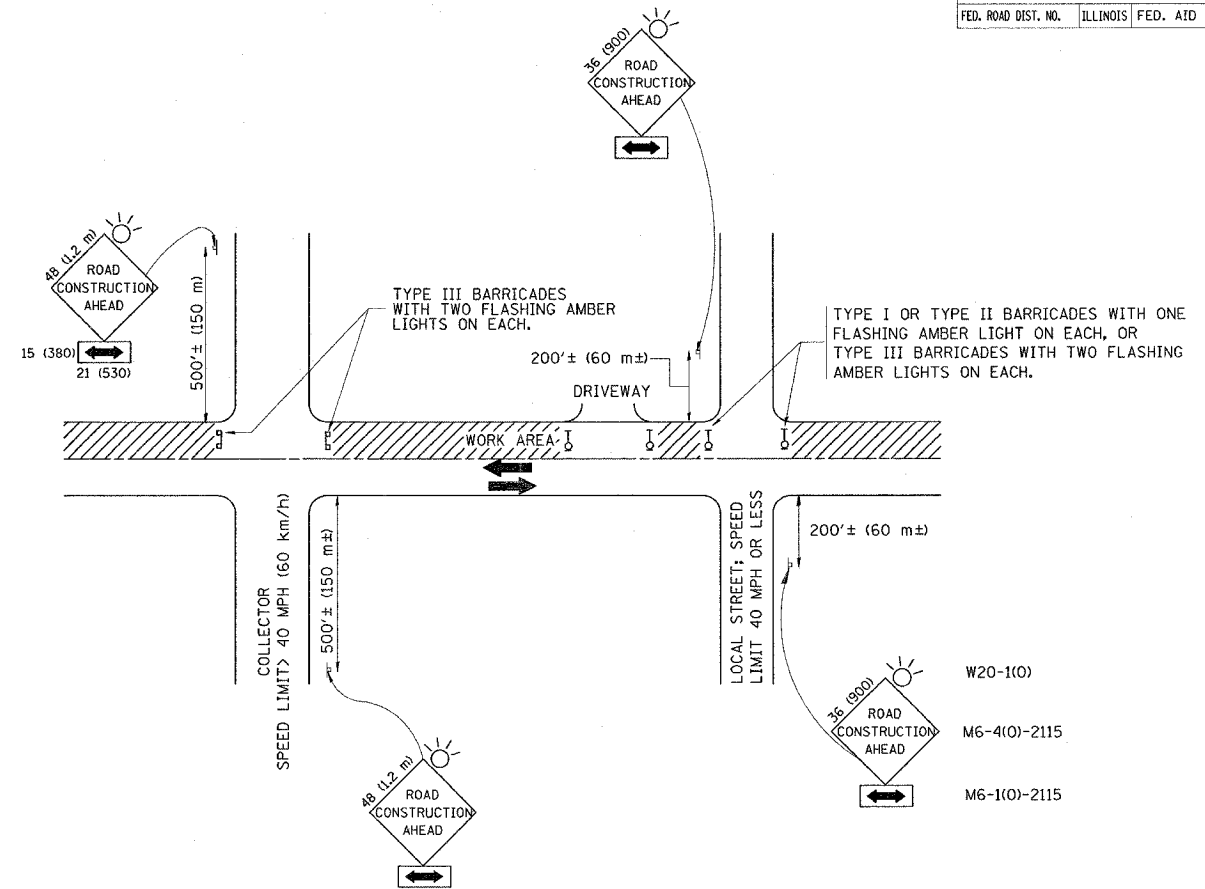 FED. ROAD DIST. NO. ILLINOIS FED. AID
36 (900)
ROAD
CONSTRUCTION
AHEAD
48 (1.2 m)
ROAD
CONSTRUCTION
AHEAD
15 (380)
21 (530)
500'± (150 m)
TYPE III BARRICADES
WITH TWO FLASHING AMBER
LIGHTS ON EACH.
200'± (60 m±)
DRIVEWAY
TYPE I OR TYPE II BARRICADES WITH ONE
FLASHING AMBER LIGHT ON EACH, OR
TYPE III BARRICADES WITH TWO FLASHING
AMBER LIGHTS ON EACH.
WORK AREA
COLLECTOR
SPEED LIMIT> 40 MPH (60 km/h)
500'± (150 m±)
LOCAL STREET; SPEED
LIMIT 40 MPH OR LESS
200'± (60 m±)
48 (1.2 m)
ROAD
CONSTRUCTION
AHEAD
36 (900)
ROAD
CONSTRUCTION
AHEAD
W20-1(O)
M6-4(O)-2115
M6-1(O)-2115